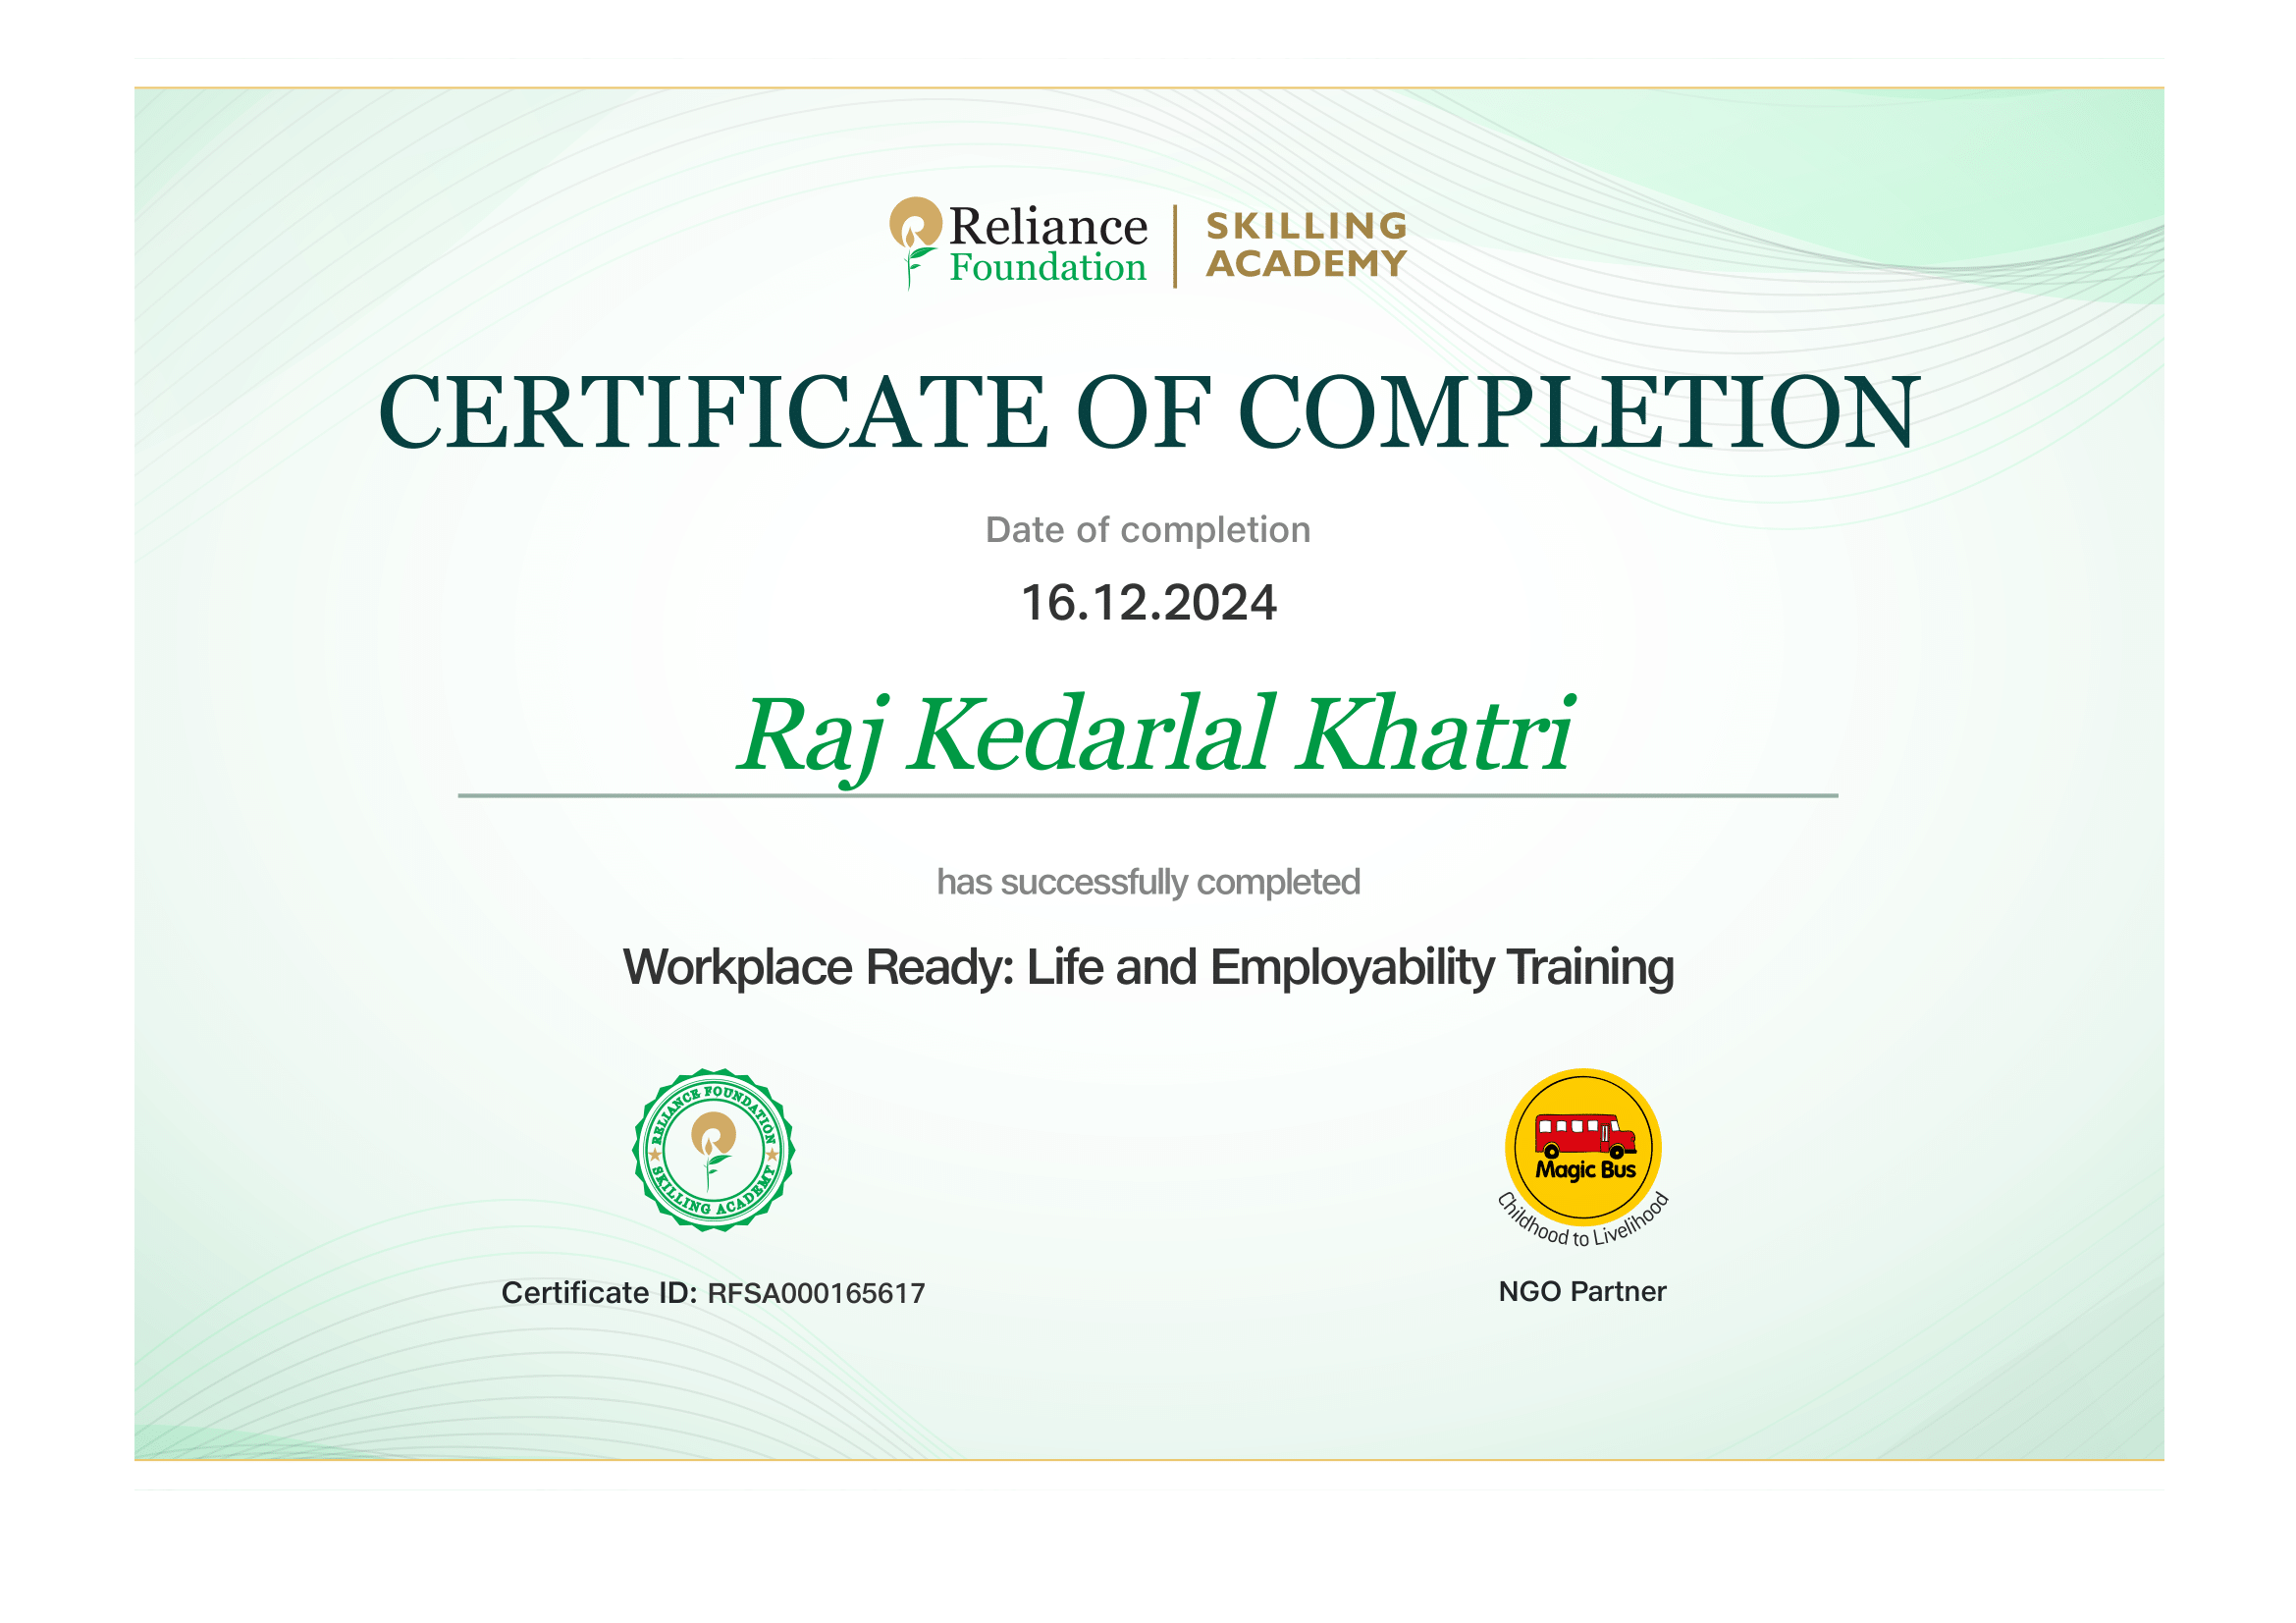 Reliance
Foundation
SKILLING
ACADEMY
CERTIFICATE OF COMPLETION
Date of completion
16.12.2024
Raj Kedarlal Khatri
has successfully completed
Workplace Ready: Life and Employability Training
RELIANCE FOUNDATION
SKILLING ACADEMY
Magic Bus
Childhood to Livelihood
Certificate ID: RFSA000165617
NGO Partner